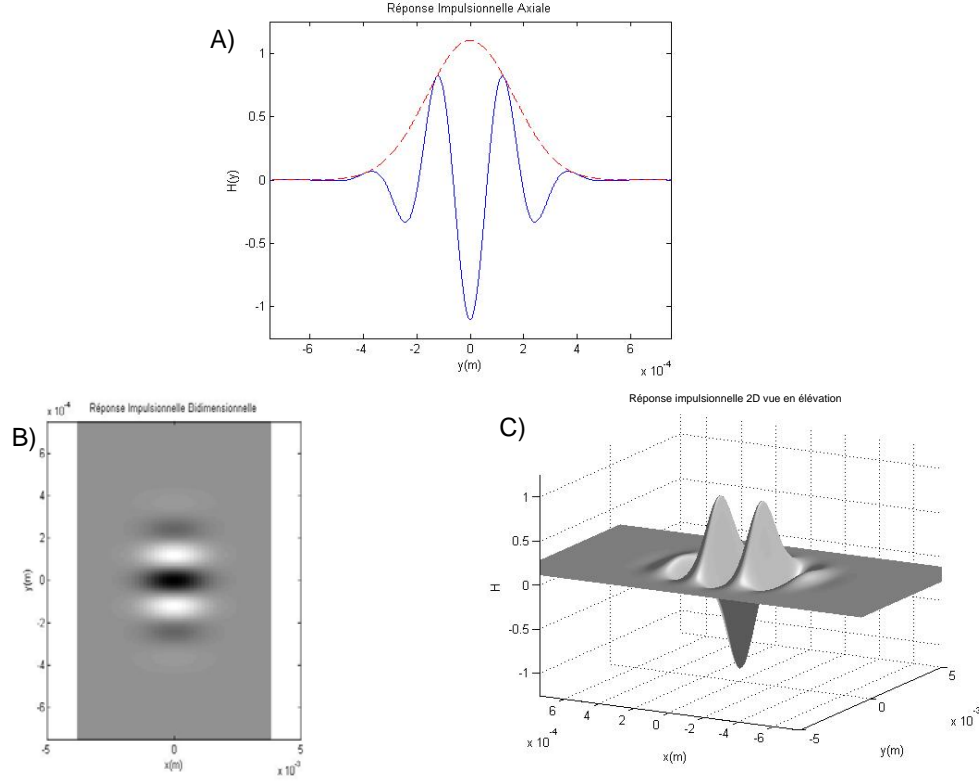 Réponse Impulsionnelle Axiale
A)
1
0.5
0
-0.5
-1
H(y)
-6 -4 -2 0 2 4 6
y(m)
x 10⁻⁴
B)
x 10⁻⁴
Réponse Impulsionnelle Bidimensionnelle
6
4
2
0
-2
-4
-6
y(m)
-5 0 5
x(m)
x 10⁻³
C)
Réponse impulsionnelle 2D vue en élévation
1
0.5
0
-0.5
-1
H
6 4 2 0 -2 -4 -6
x 10⁻⁴
x(m)
-5 0 5
x 10⁻³
y(m)